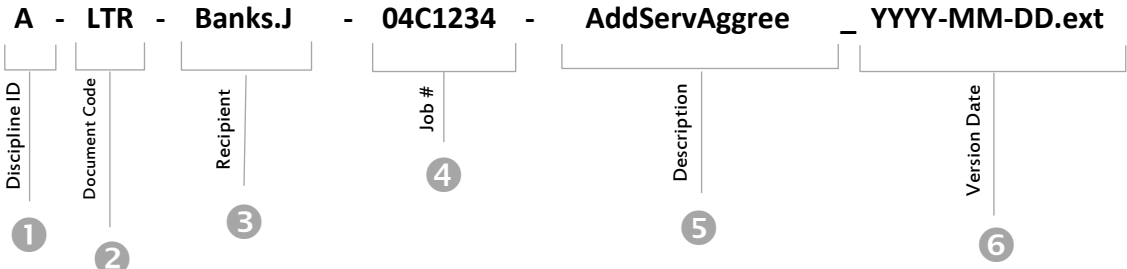 A - LTR - Banks.J - 04C1234 - AddServAggree _ YYYY-MM-DD.ext
Discipline ID
Document Code
Recipient
Job #
Description
Version Date
1
2
3
4
5
6